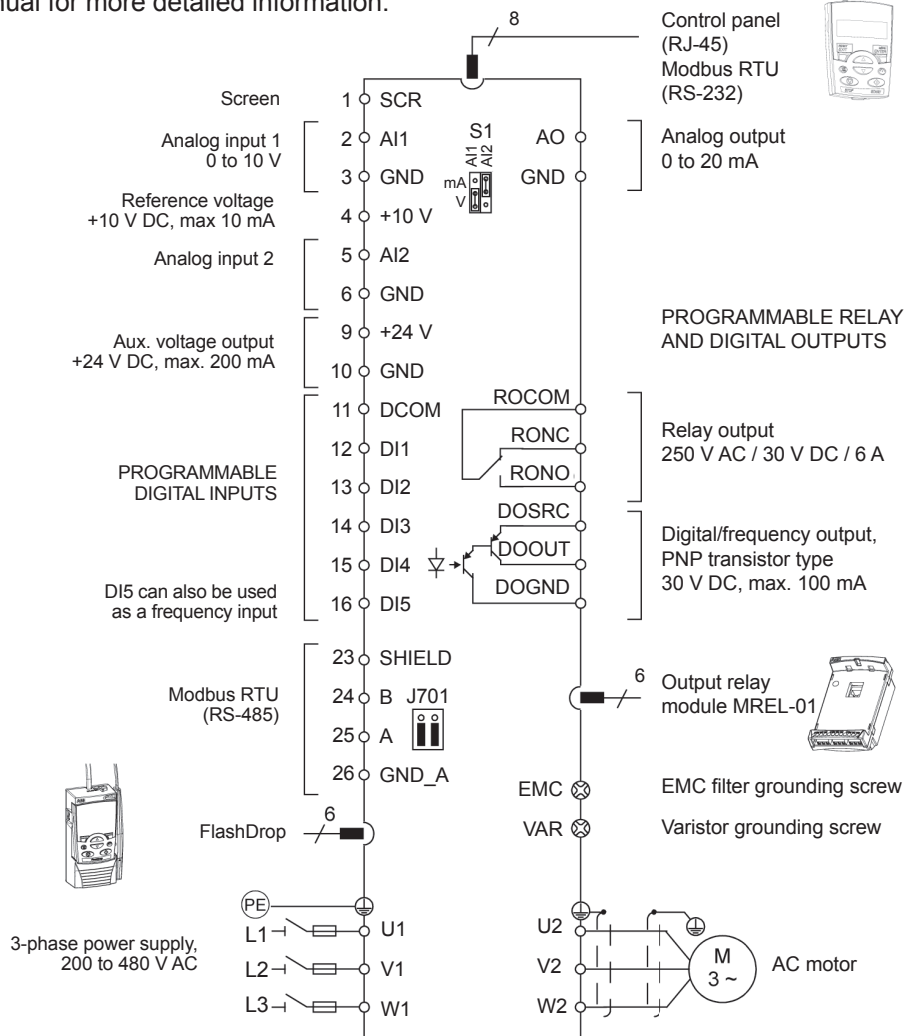 nual for more detailed information.
8
Control panel
(RJ-45)
Modbus RTU
(RS-232)
Screen
1 SCR
Analog input 1
0 to 10 V
2 AI1
3 GND
S1
AI1
AI2
mA
V
AO
GND
Analog output
0 to 20 mA
Reference voltage
+10 V DC, max 10 mA
4 +10 V
Analog input 2
5 AI2
6 GND
Aux. voltage output
+24 V DC, max. 200 mA
9 +24 V
10 GND
PROGRAMMABLE RELAY
AND DIGITAL OUTPUTS
PROGRAMMABLE
DIGITAL INPUTS
11 DCOM
12 DI1
13 DI2
14 DI3
15 DI4
16 DI5
DI5 can also be used
as a frequency input
ROCOM
RONC
RONO
Relay output
250 V AC / 30 V DC / 6 A
DOSRC
DOOUT
DOGND
Digital/frequency output,
PNP transistor type
30 V DC, max. 100 mA
Modbus RTU
(RS-485)
23 SHIELD
24 B
J701
25 A
26 GND_A
6
Output relay
module MREL-01
EMC
EMC filter grounding screw
VAR
Varistor grounding screw
FlashDrop
6
PE
3-phase power supply,
200 to 480 V AC
L1 U1
L2 V1
L3 W1
U2
V2
W2
M
3 ~
AC motor